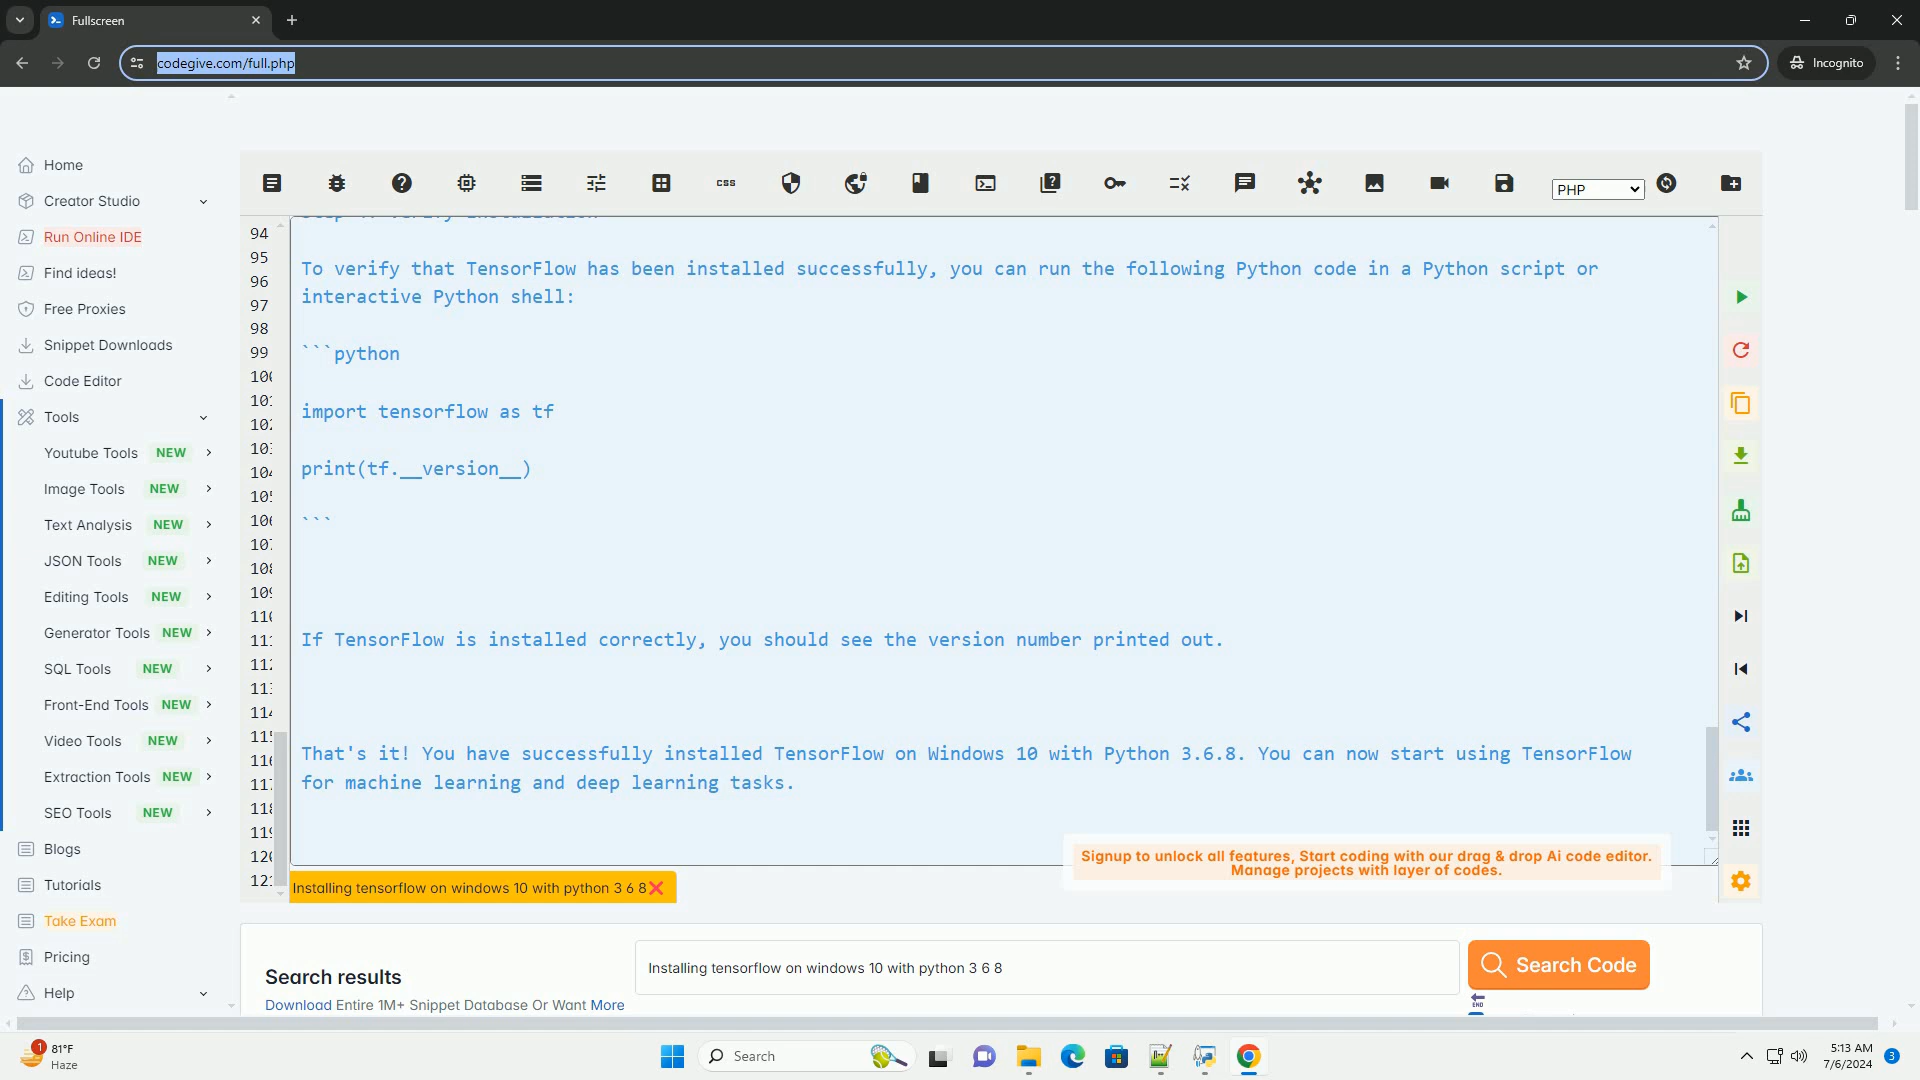 Fullscreen
codegive.com/full.php
Incognito
Home
Creator Studio
Run Online IDE
Find ideas!
Free Proxies
Snippet Downloads
Code Editor
Tools
Youtube Tools NEW
Image Tools NEW
Text Analysis NEW
JSON Tools NEW
Editing Tools NEW
Generator Tools NEW
SQL Tools NEW
Front-End Tools NEW
Video Tools NEW
Extraction Tools NEW
SEO Tools NEW
Blogs
Tutorials
Take Exam
Pricing
Help
css
PHP
94
95
96
97
98
99
To verify that TensorFlow has been installed successfully, you can run the following Python code in a Python script or
interactive Python shell:
```python
import tensorflow as tf
print(tf.__version__)
```
If TensorFlow is installed correctly, you should see the version number printed out.
That's it! You have successfully installed TensorFlow on Windows 10 with Python 3.6.8. You can now start using TensorFlow
for machine learning and deep learning tasks.
Signup to unlock all features, Start coding with our drag & drop Ai code editor.
Manage projects with layer of codes.
Installing tensorflow on windows 10 with python 3 6 8
Search results
Installing tensorflow on windows 10 with python 3 6 8
Search Code
Download Entire 1M+ Snippet Database Or Want More
END
1
81°F
Haze
Search
5:13 AM
7/6/2024
3